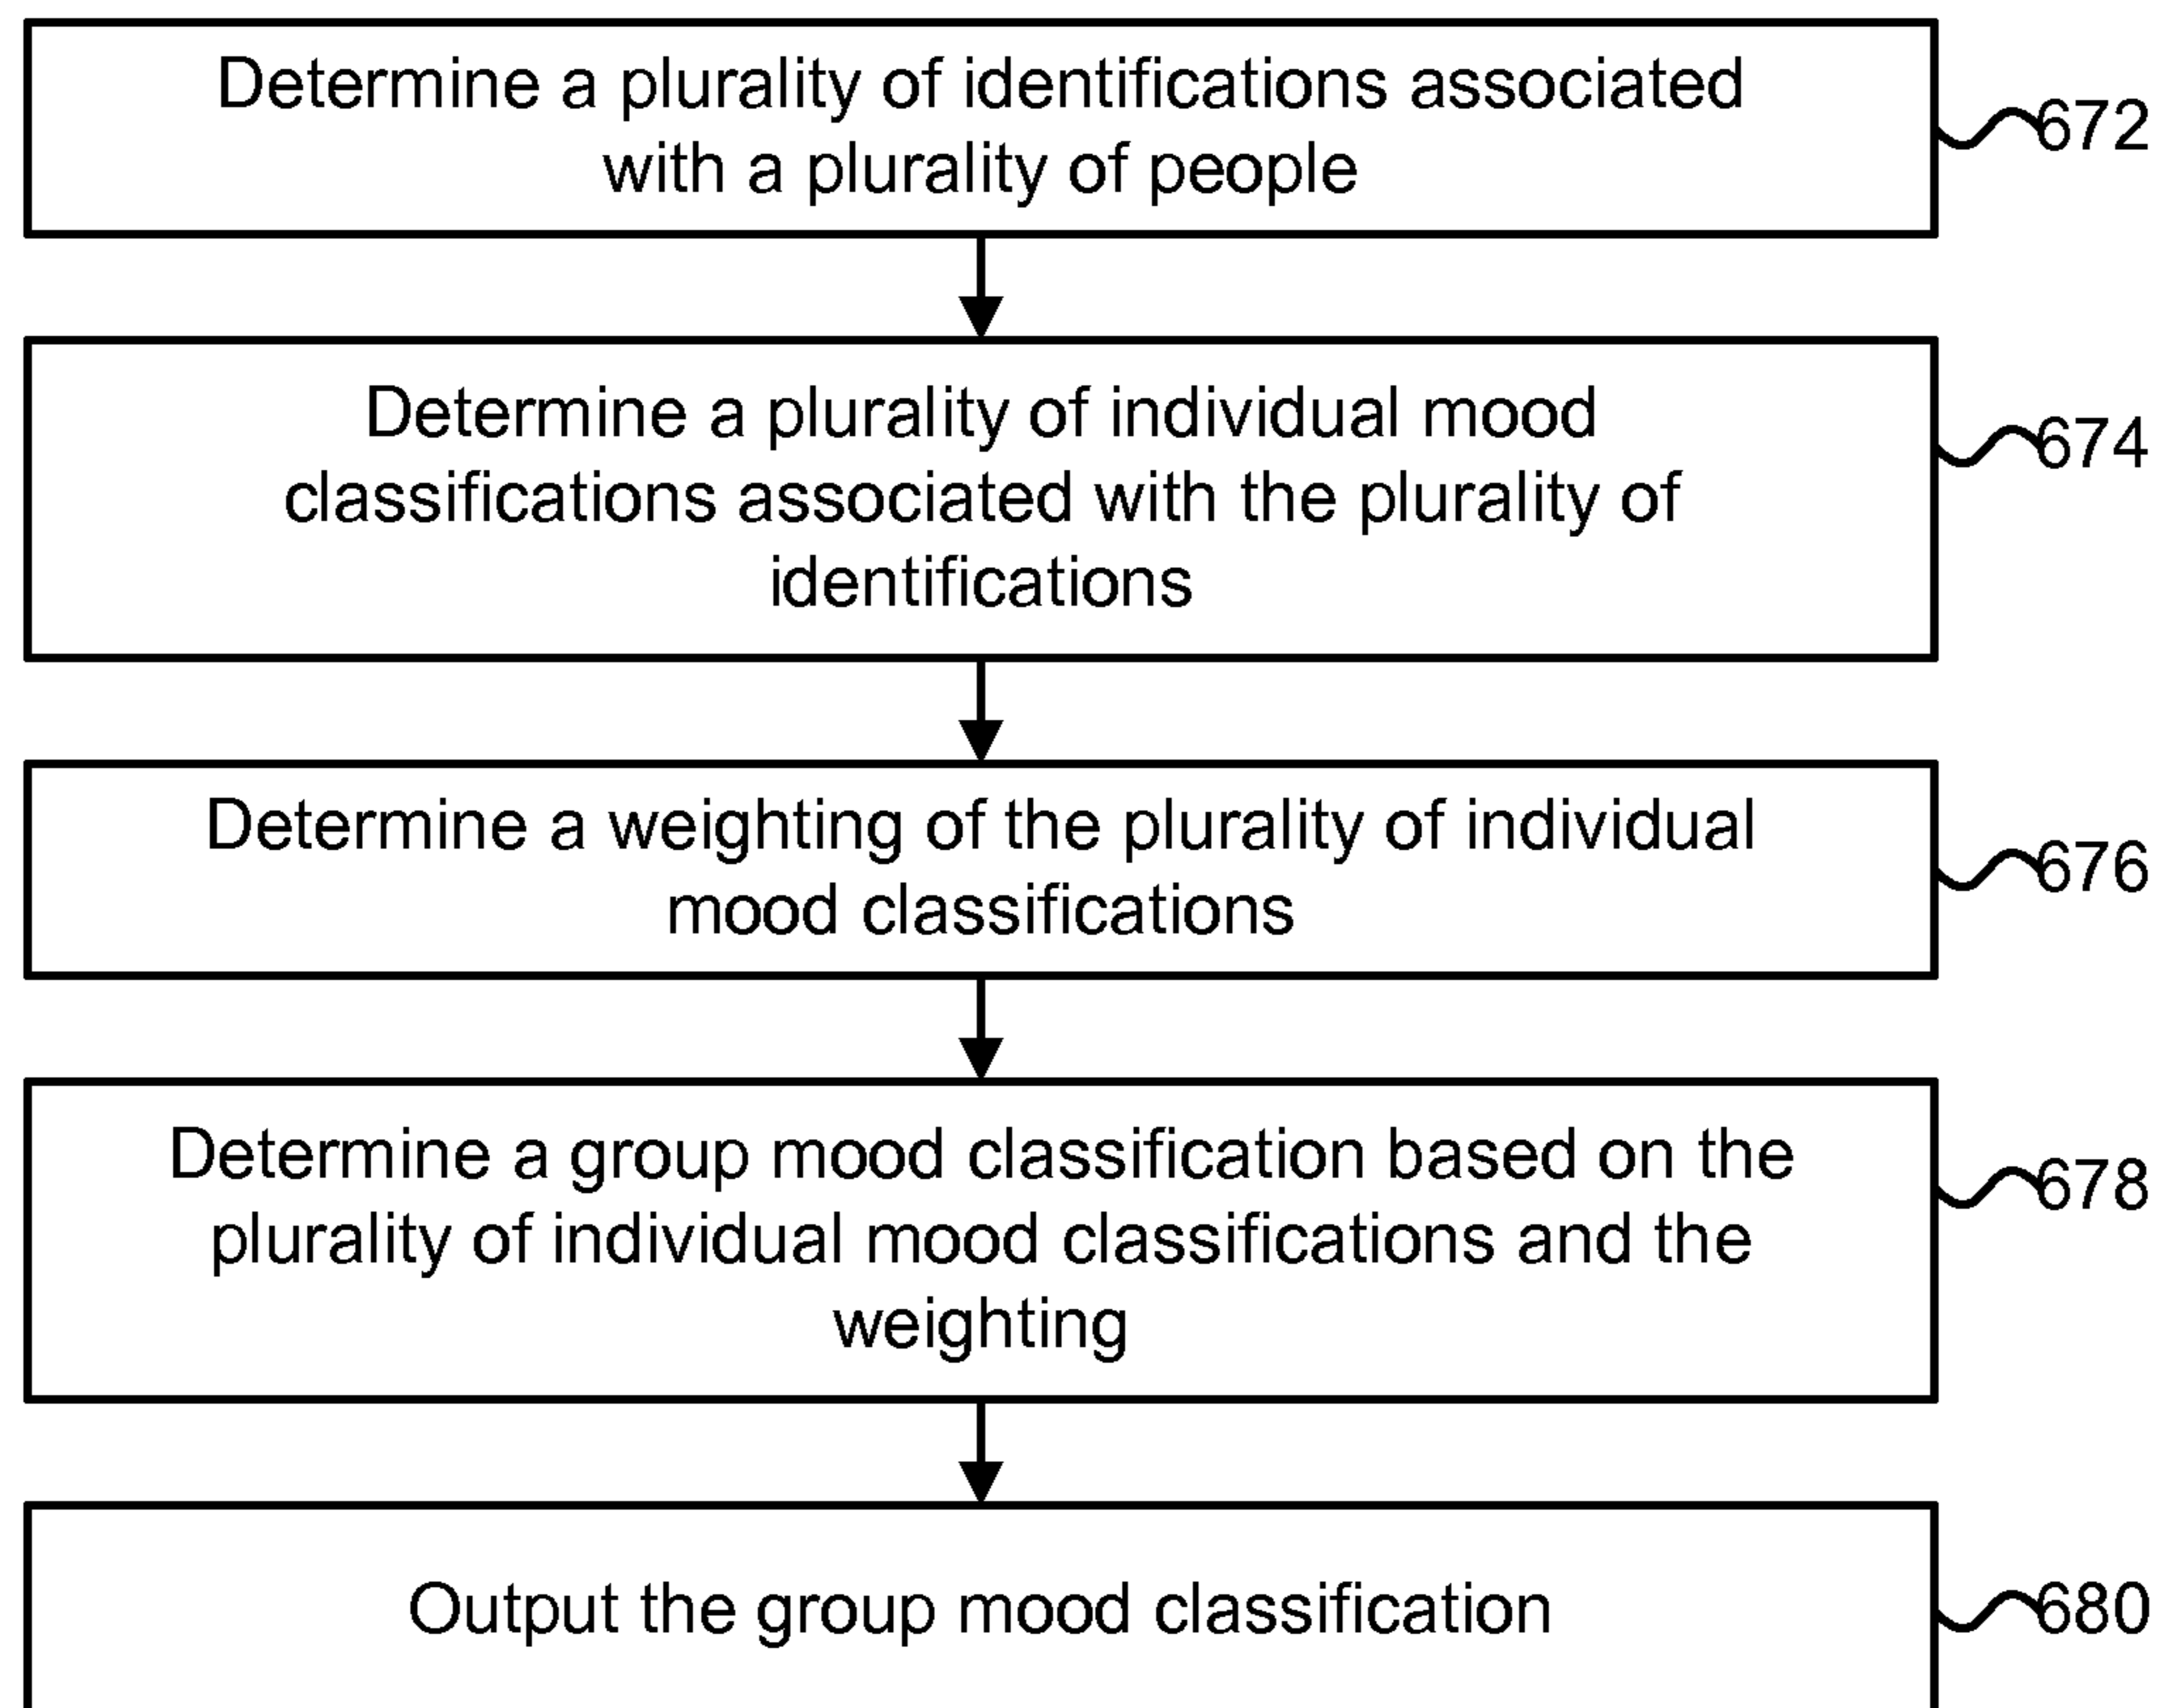 Determine a plurality of identifications associated
with a plurality of people
672
Determine a plurality of individual mood
classifications associated with the plurality of
identifications
674
Determine a weighting of the plurality of individual
mood classifications
676
Determine a group mood classification based on the
plurality of individual mood classifications and the
weighting
678
Output the group mood classification
680